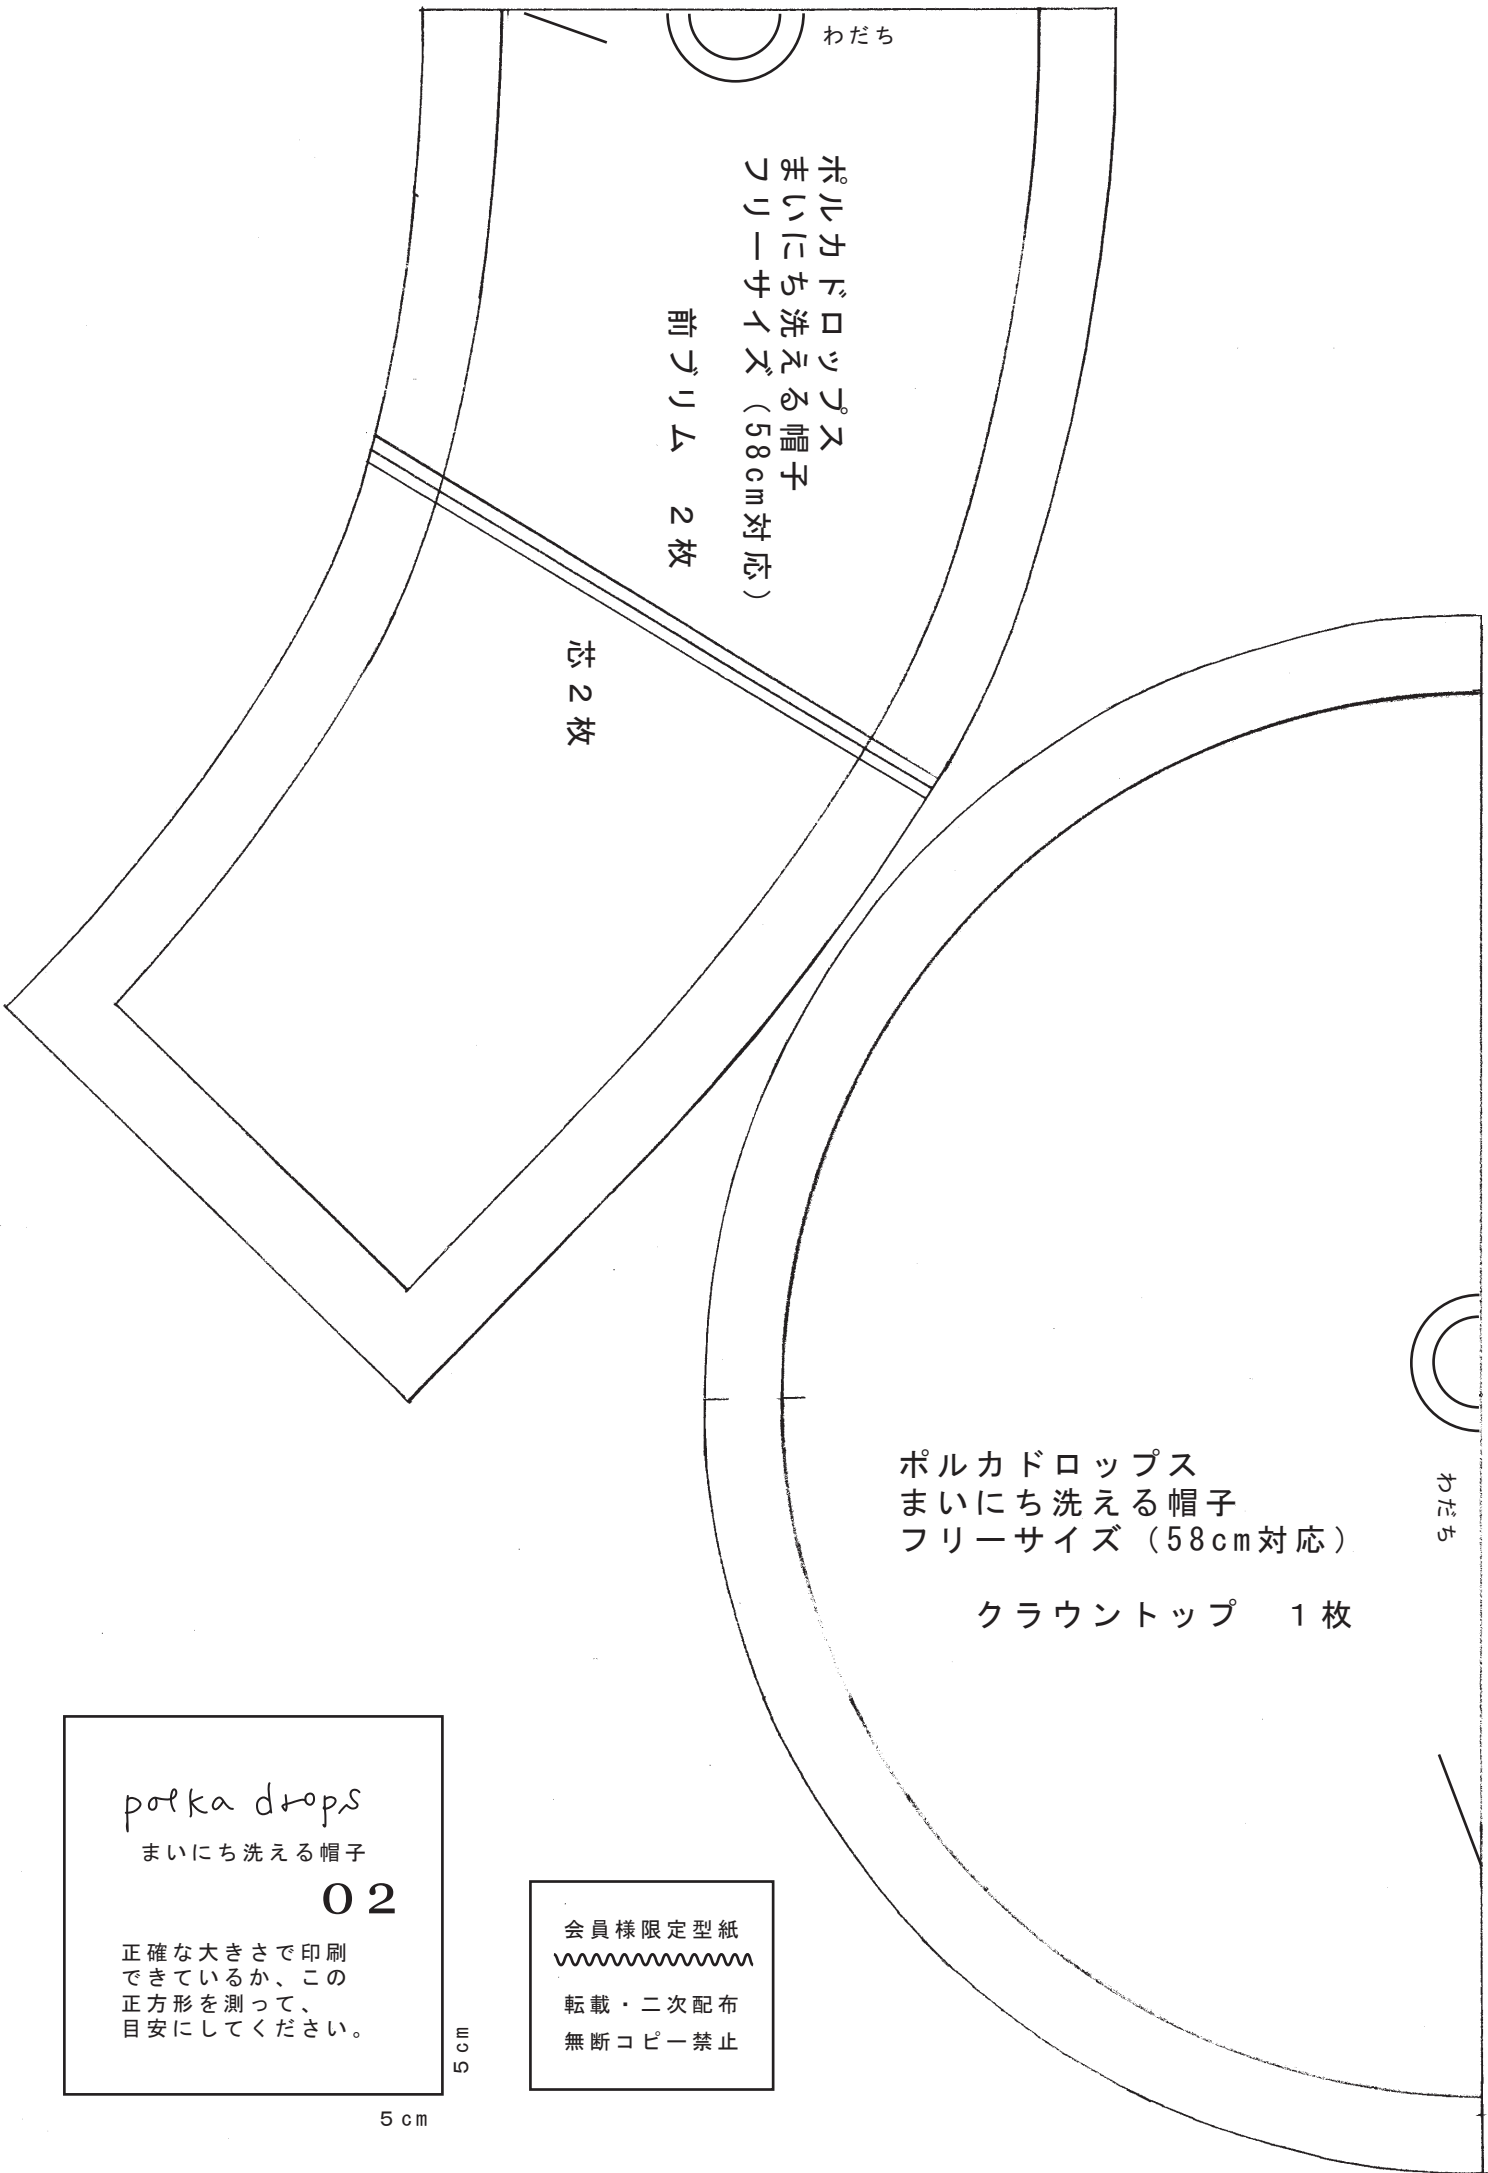 わだち
ポルカドロップス
まいにち洗える帽子
フリーサイズ（58cm対応）
前ブリム　2枚
芯2枚
わだち
ポルカドロップス
まいにち洗える帽子
フリーサイズ（58cm対応）
クラウントップ　1枚
polka drops
まいにち洗える帽子
02
正確な大きさで印刷
できているか、この
正方形を測って、
目安にしてください。
5cm
5cm
会員様限定型紙
転載・二次配布
無断コピー禁止